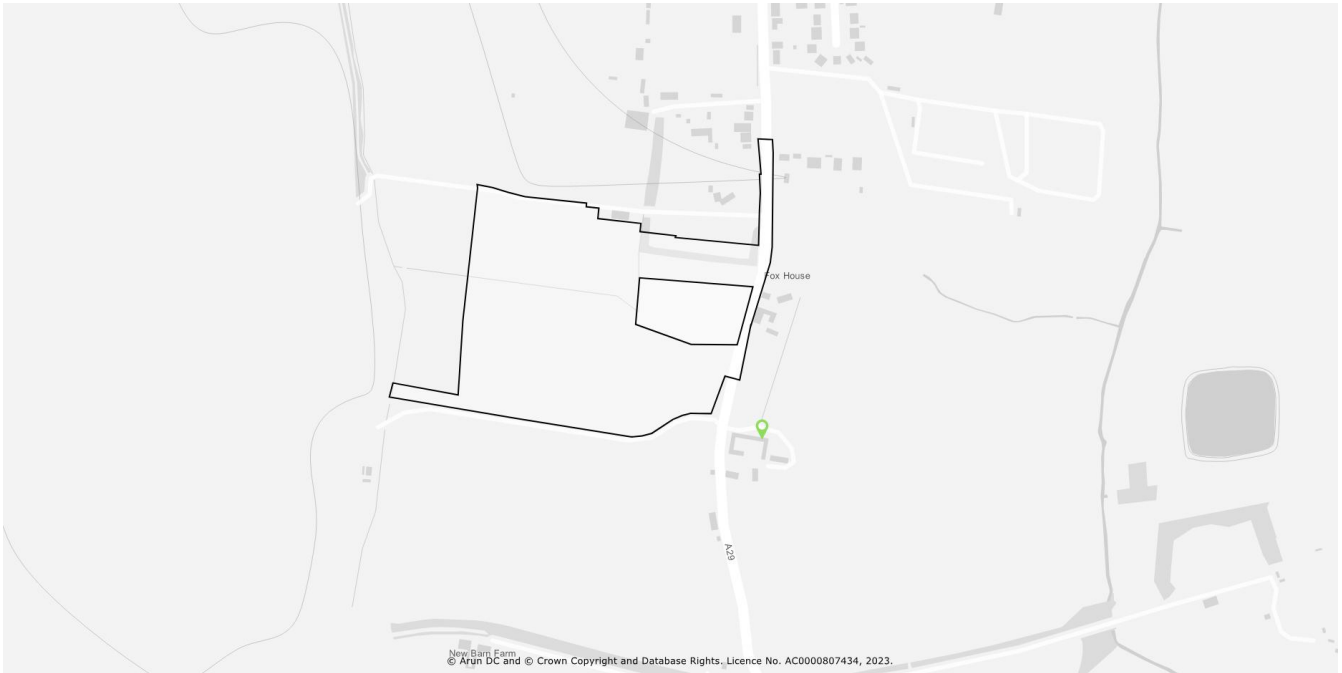 Fox House
A29
New Barn Farm
© Arun DC and © Crown Copyright and Database Rights. Licence No. AC0000807434, 2023.